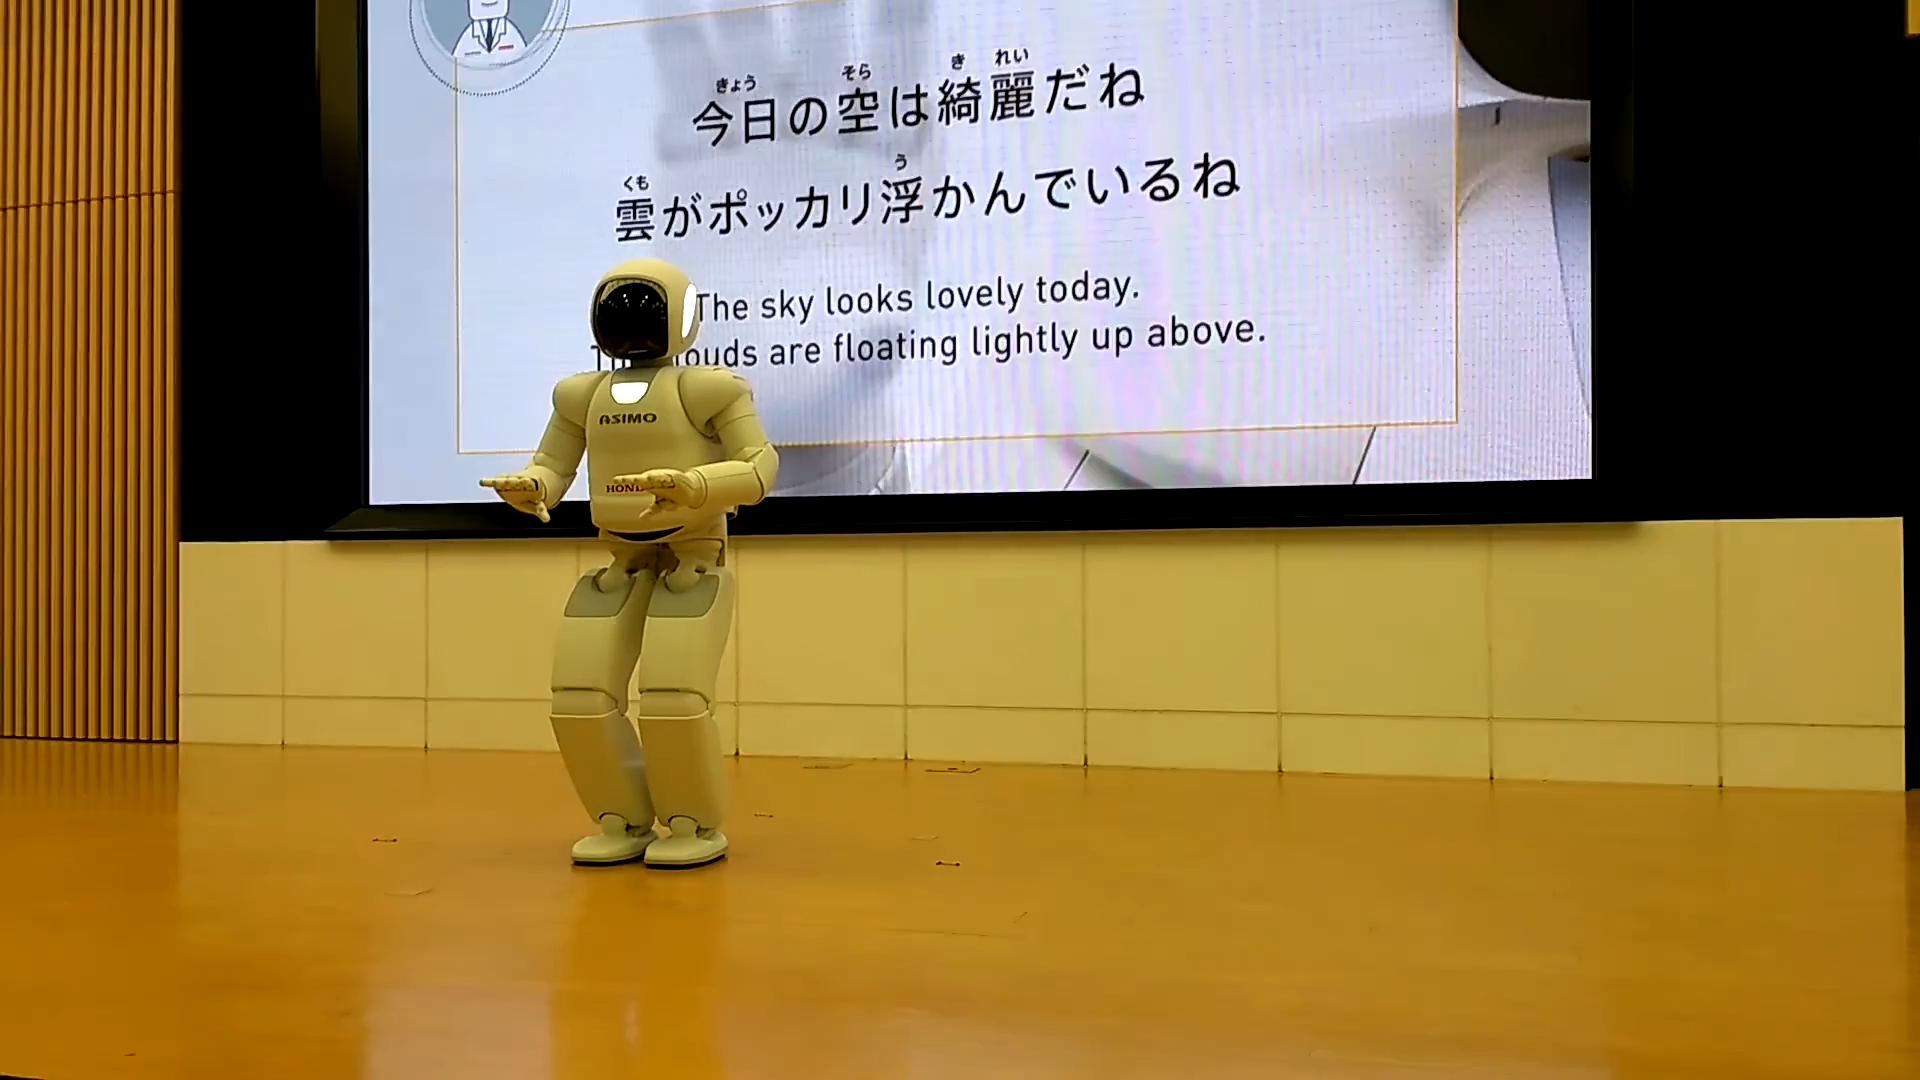 きょう そら き れい
今日の空は綺麗だね
くも う
雲がポッカリ浮かんでいるね
The sky looks lovely today.
are floating lightly up above.
ASIMO